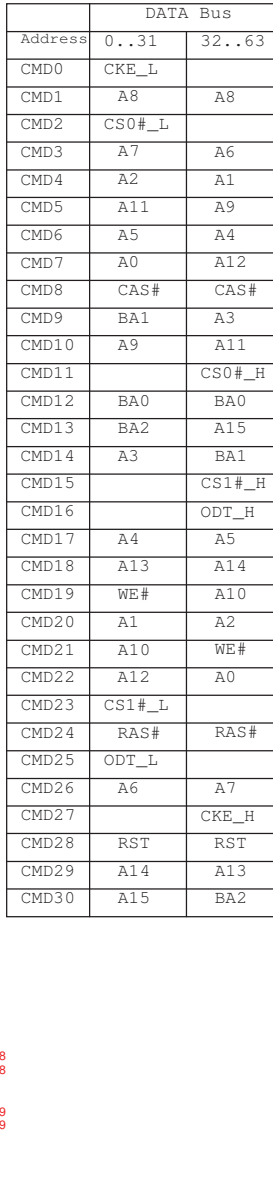 DATA Bus
Address 0..31 32..63
CMD0 CKE_L
CMD1 A8 A8
CMD2 CS0#_L
CMD3 A7 A6
CMD4 A2 A1
CMD5 A11 A9
CMD6 A5 A4
CMD7 A0 A12
CMD8 CAS# CAS#
CMD9 BA1 A3
CMD10 A9 A11
CMD11 CS0#_H
CMD12 BA0 BA0
CMD13 BA2 A15
CMD14 A3 BA1
CMD15 CS1#_H
CMD16 ODT_H
CMD17 A4 A5
CMD18 A13 A14
CMD19 WE# A10
CMD20 A1 A2
CMD21 A10 WE#
CMD22 A12 A0
CMD23 CS1#_L
CMD24 RAS# RAS#
CMD25 ODT_L
CMD26 A6 A7
CMD27 CKE_H
CMD28 RST RST
CMD29 A14 A13
CMD30 A15 BA2
8
8
9
9